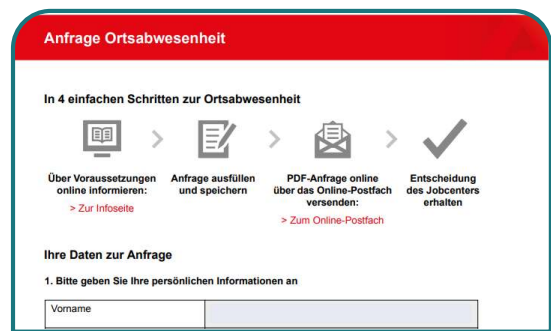 Anfrage Ortsabwesenheit
In 4 einfachen Schritten zur Ortsabwesenheit
Über Voraussetzungen
online informieren:
> Zur Infoseite
Anfrage ausfüllen
und speichern
PDF-Anfrage online
über das Online-Postfach
versenden:
> Zum Online-Postfach
Entscheidung
des Jobcenters
erhalten
Ihre Daten zur Anfrage
1. Bitte geben Sie Ihre persönlichen Informationen an
Vorname